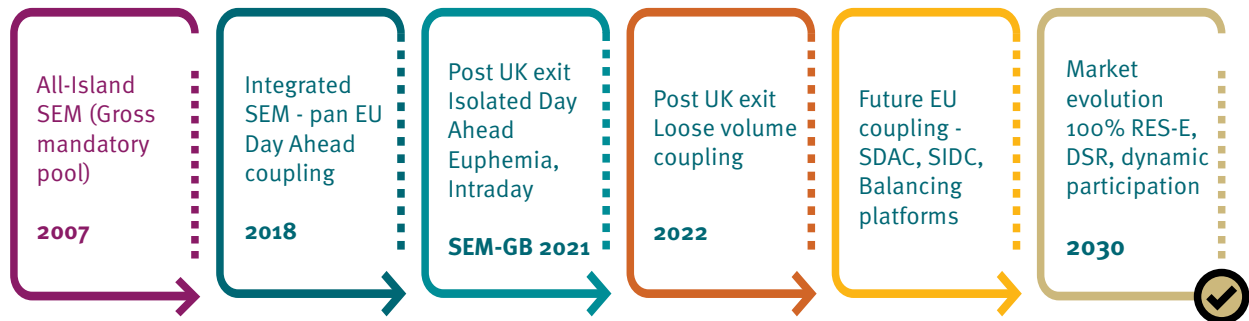 All-Island
SEM (Gross
mandatory
pool)
2007
Integrated
SEM - pan EU
Day Ahead
coupling
2018
Post UK exit
Isolated Day
Ahead
Euphemia,
Intraday
SEM-GB 2021
Post UK exit
Loose volume
coupling
2022
Future EU
coupling -
SDAC, SIDC,
Balancing
platforms
Market
evolution
100% RES-E,
DSR, dynamic
participation
2030